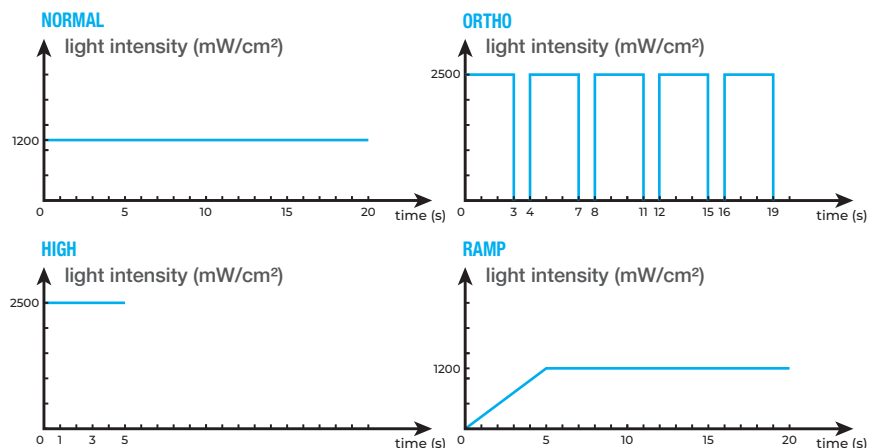 NORMAL
light intensity (mW/cm²)
1200
0 5 10 15 20
time (s)
ORTHO
light intensity (mW/cm²)
2500
0 3 4 7 8 11 12 15 16 19
time (s)
HIGH
light intensity (mW/cm²)
2500
0 1 3 5
time (s)
RAMP
light intensity (mW/cm²)
1200
0 5 10 15 20
time (s)